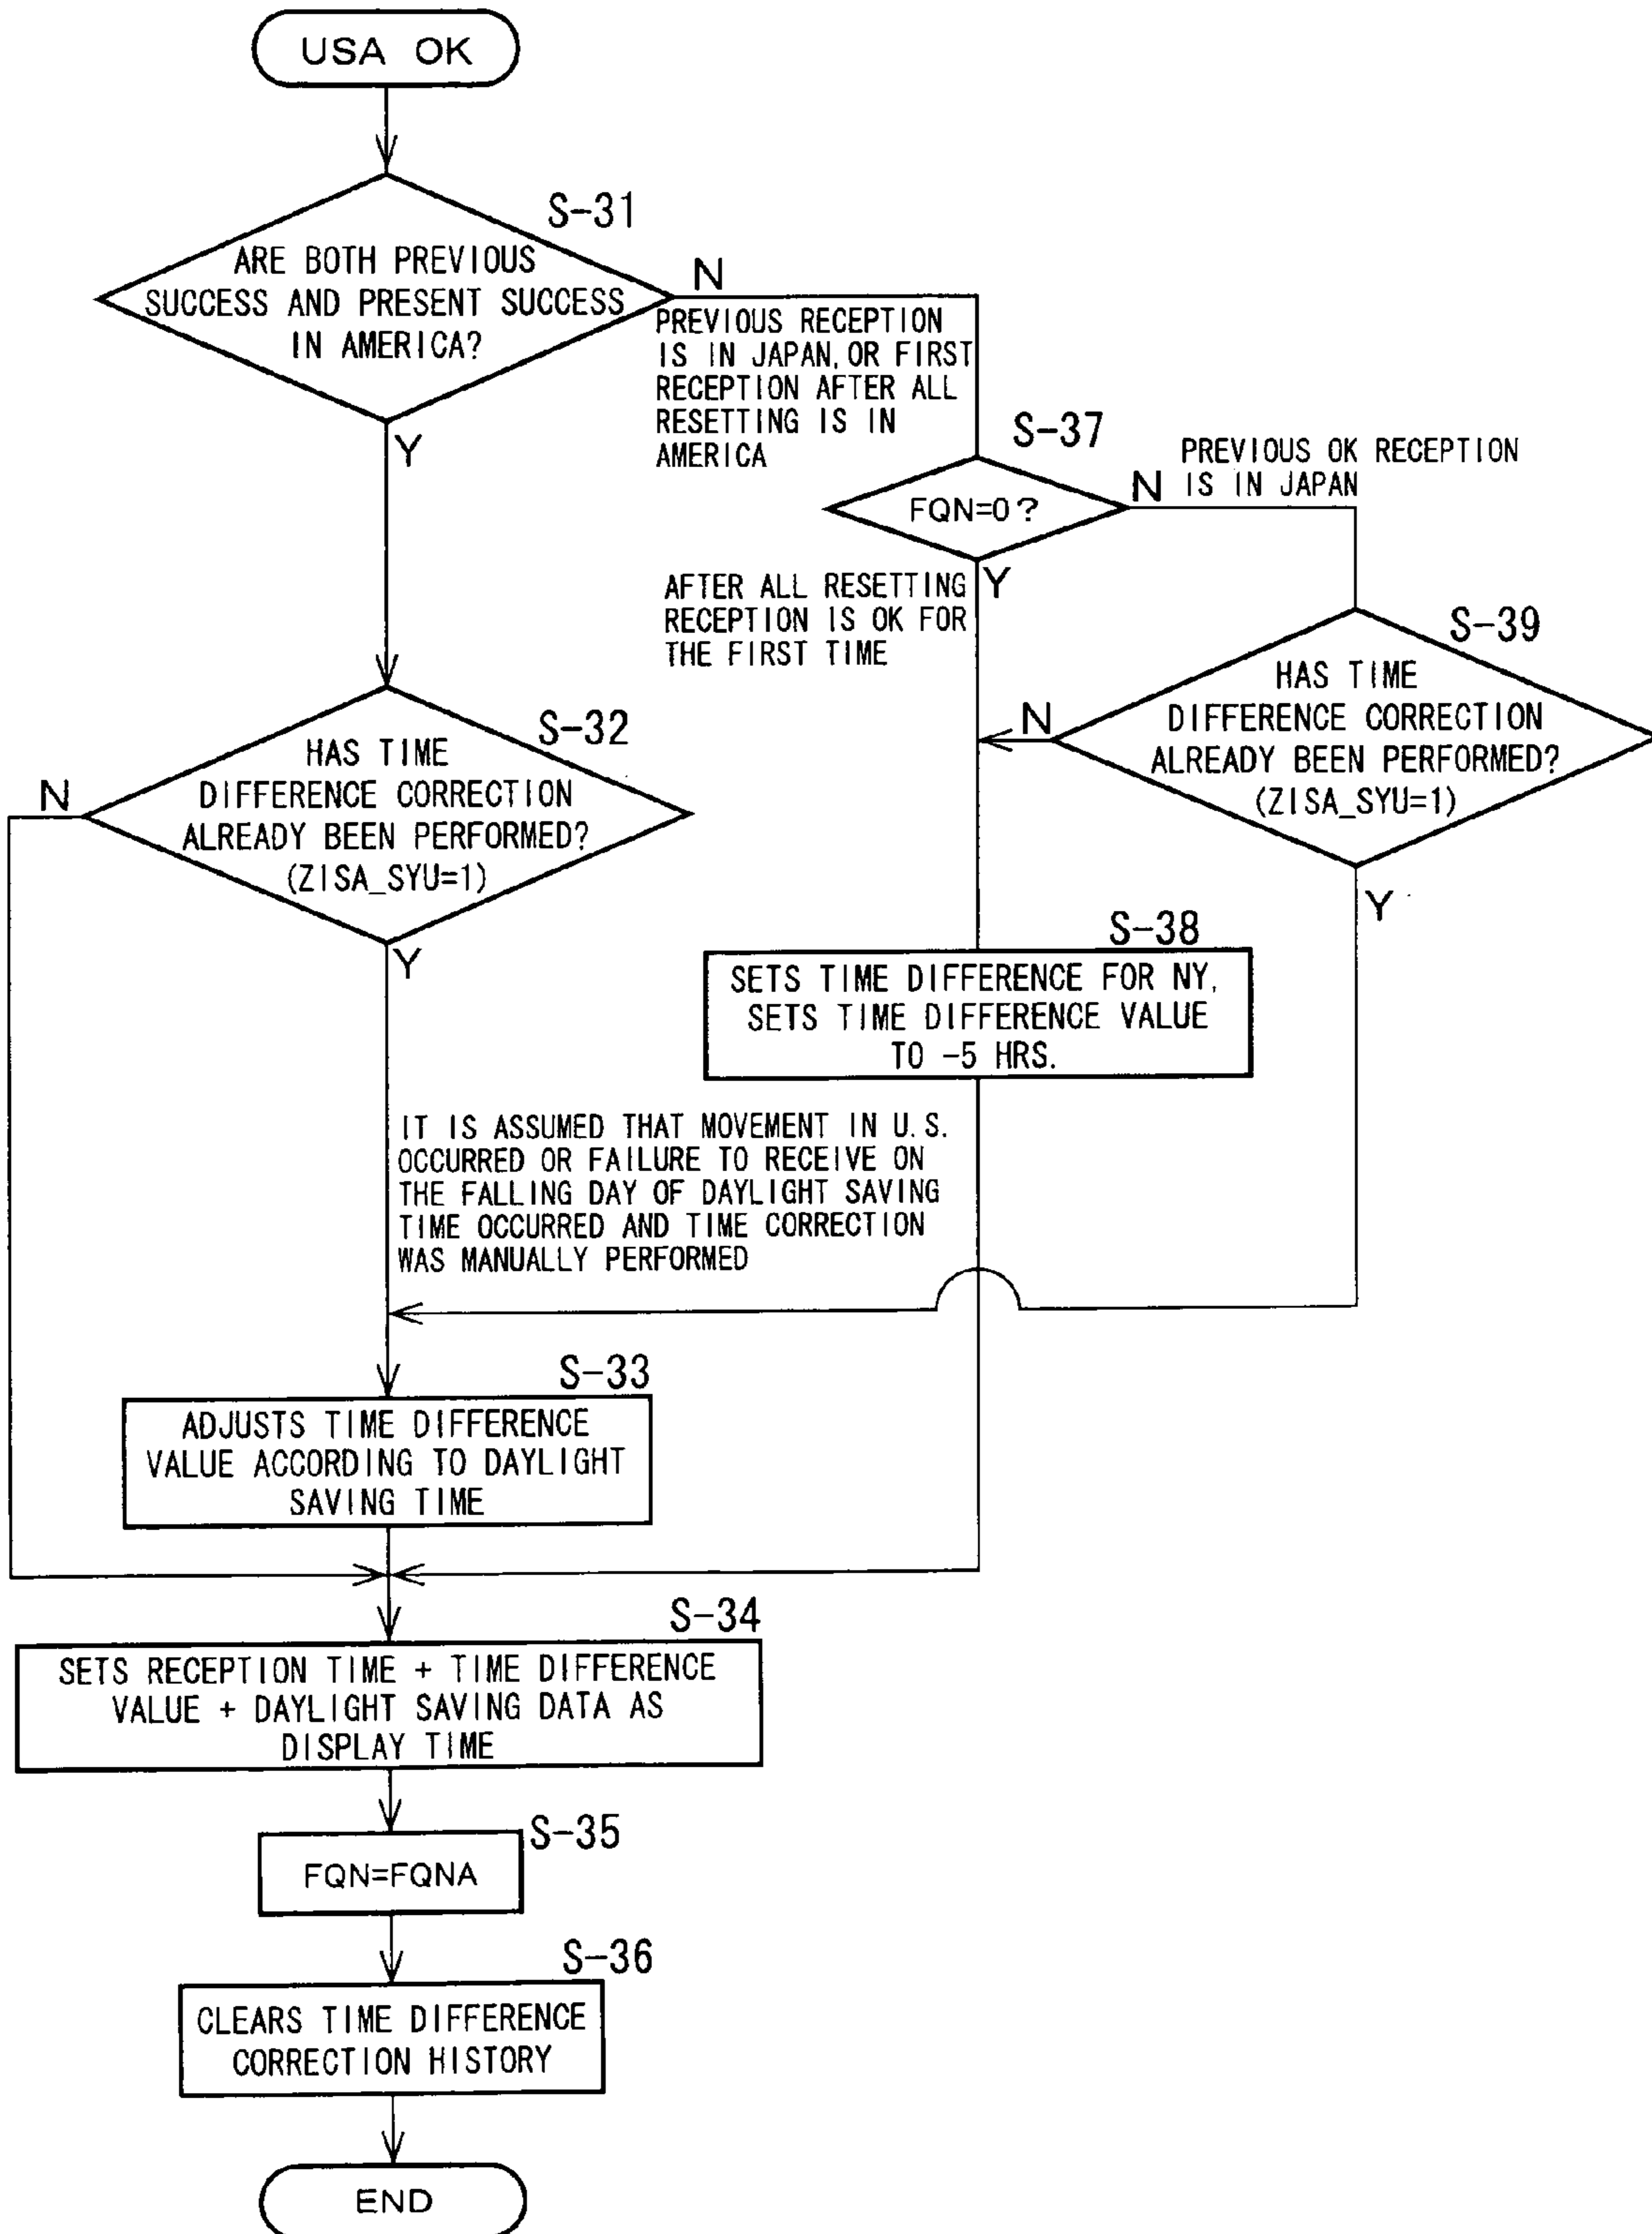 USA OK
S-31
ARE BOTH PREVIOUS
SUCCESS AND PRESENT SUCCESS
IN AMERICA?
N
PREVIOUS RECEPTION
IS IN JAPAN, OR FIRST
RECEPTION AFTER ALL
RESETTING IS IN
AMERICA
Y
S-37
FQN=0?
N
PREVIOUS OK RECEPTION
IS IN JAPAN
Y
AFTER ALL RESETTING
RECEPTION IS OK FOR
THE FIRST TIME
S-39
HAS TIME
DIFFERENCE CORRECTION
ALREADY BEEN PERFORMED?
(ZISA_SYU=1)
N
Y
S-32
HAS TIME
DIFFERENCE CORRECTION
ALREADY BEEN PERFORMED?
(ZISA_SYU=1)
N
Y
S-38
SETS TIME DIFFERENCE FOR NY,
SETS TIME DIFFERENCE VALUE
TO -5 HRS.
IT IS ASSUMED THAT MOVEMENT IN U.S.
OCCURRED OR FAILURE TO RECEIVE ON
THE FALLING DAY OF DAYLIGHT SAVING
TIME OCCURRED AND TIME CORRECTION
WAS MANUALLY PERFORMED
S-33
ADJUSTS TIME DIFFERENCE
VALUE ACCORDING TO DAYLIGHT
SAVING TIME
S-34
SETS RECEPTION TIME + TIME DIFFERENCE
VALUE + DAYLIGHT SAVING DATA AS
DISPLAY TIME
S-35
FQN=FQNA
S-36
CLEARS TIME DIFFERENCE
CORRECTION HISTORY
END